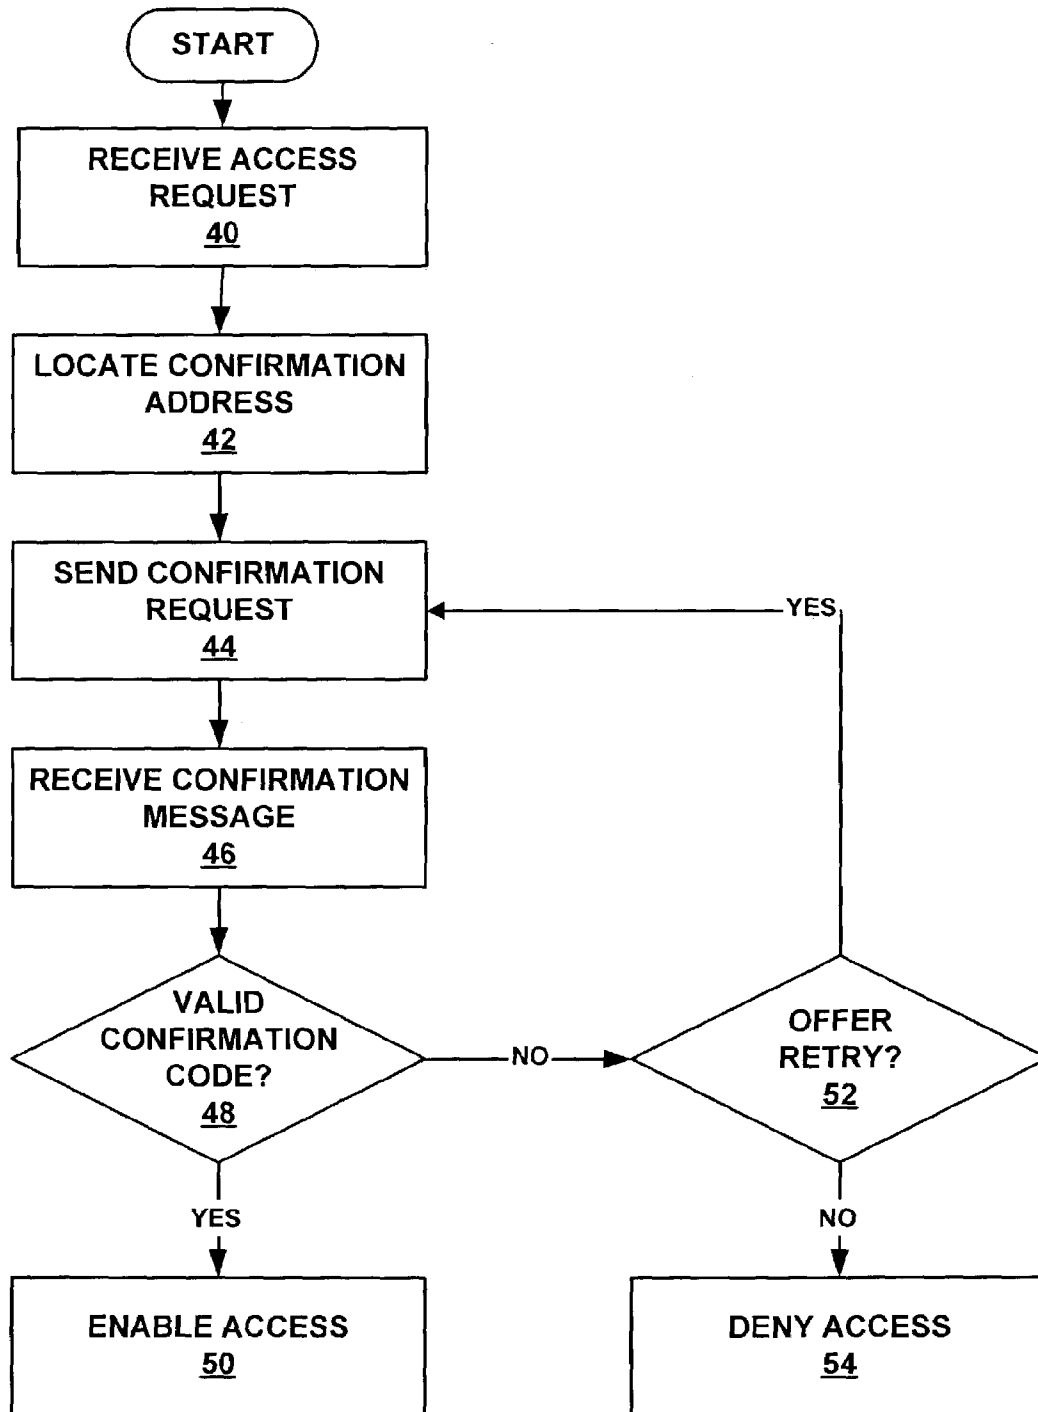 START
RECEIVE ACCESS
REQUEST
40
LOCATE CONFIRMATION
ADDRESS
42
SEND CONFIRMATION
REQUEST
44
YES
RECEIVE CONFIRMATION
MESSAGE
46
VALID
CONFIRMATION
CODE?
48
NO
OFFER
RETRY?
52
YES
NO
ENABLE ACCESS
50
DENY ACCESS
54